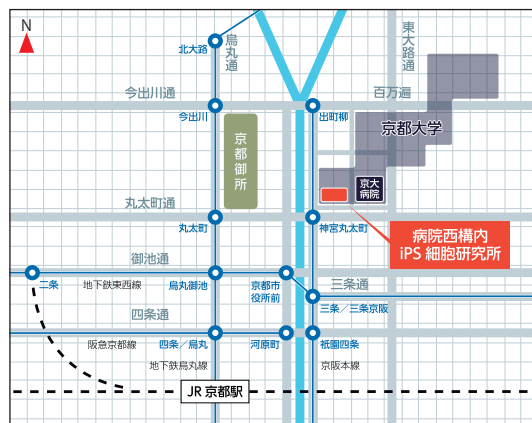 N
北大路
烏丸通
東大路通
今出川通
百万遍
今出川
出町柳
京都大学
京都御所
京大
病院
丸太町通
丸太町
神宮丸太町
病院西構内
iPS 細胞研究所
御池通
二条
地下鉄東西線
烏丸御池
京都市
役所前
三条通
三条／三条京阪
四条通
阪急京都線
四条／烏丸
河原町
祇園四条
地下鉄烏丸線
京阪本線
JR 京都駅